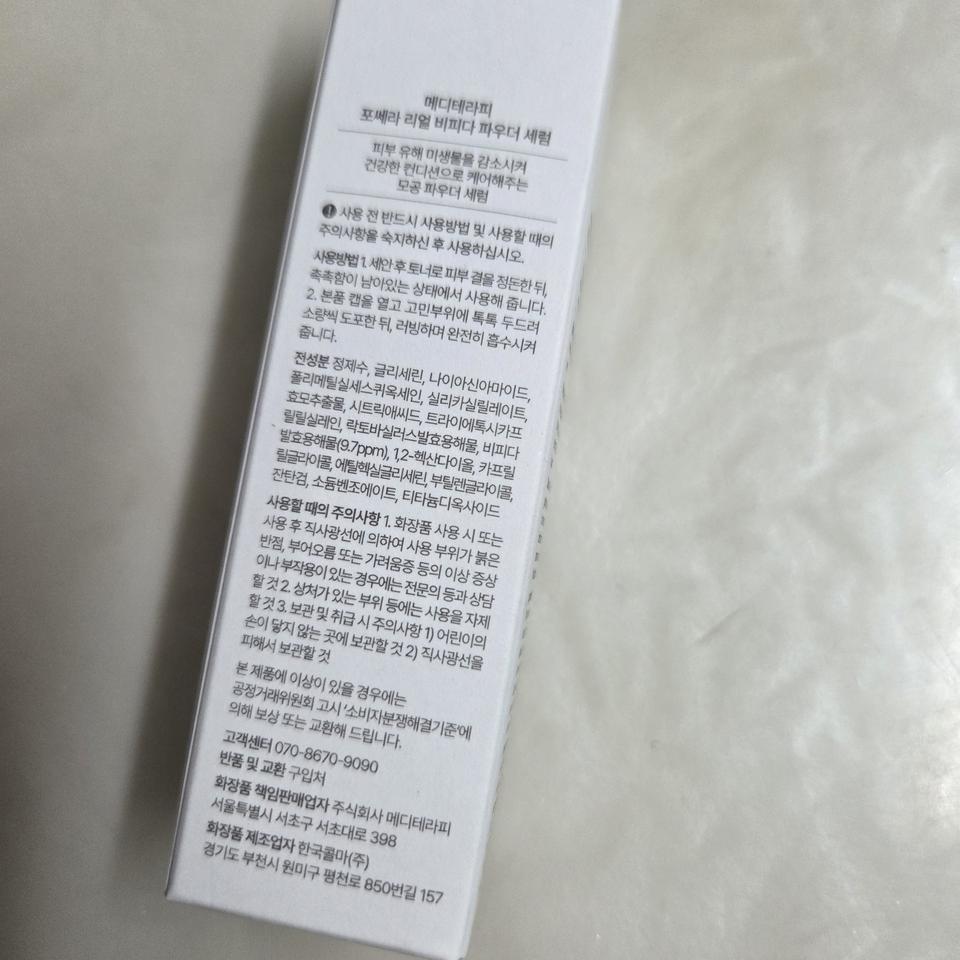 메디테라피
포쎄라 리얼 비피다 파우더 세럼
피부 유해 미생물을 감소시켜
건강한 컨디션으로 케어해주는
모공 파우더 세럼
! 사용 전 반드시 사용방법 및 사용할 때의
주의사항을 숙지하신 후 사용하십시오.
사용방법 1. 세안 후 토너로 피부 결을 정돈한 뒤,
촉촉함이 남아있는 상태에서 사용해 줍니다.
2. 본품 캡을 열고 고민부위에 톡톡 두드려
소량씩 도포한 뒤, 러빙하며 완전히 흡수시켜
줍니다.
전성분 정제수, 글리세린, 나이아신아마이드,
폴리메틸실세스퀴옥세인, 실리카실릴레이트,
효모추출물, 시트릭애씨드, 트라이에톡시카프
릴릴실레인, 락토바실러스발효용해물, 비피다
발효용해물(9.7ppm), 1,2-헥산다이올, 카프릴
릴글라이콜, 에틸헥실글리세린, 부틸렌글라이콜,
잔탄검, 소듐벤조에이트, 티타늄디옥사이드
사용할 때의 주의사항 1. 화장품 사용 시 또는
사용 후 직사광선에 의하여 사용 부위가 붉은
반점, 부어오름 또는 가려움증 등의 이상 증상
이나 부작용이 있는 경우에는 전문의 등과 상담
할 것 2. 상처가 있는 부위 등에는 사용을 자제
할 것 3. 보관 및 취급 시 주의사항 1) 어린이의
손이 닿지 않는 곳에 보관할 것 2) 직사광선을
피해서 보관할 것
본 제품에 이상이 있을 경우에는
공정거래위원회 고시 '소비자분쟁해결기준'에
의해 보상 또는 교환해 드립니다.
고객센터 070-8670-9090
반품 및 교환 구입처
화장품 책임판매업자 주식회사 메디테라피
서울특별시 서초구 서초대로 398
화장품 제조업자 한국콜마(주)
경기도 부천시 원미구 평천로 850번길 157